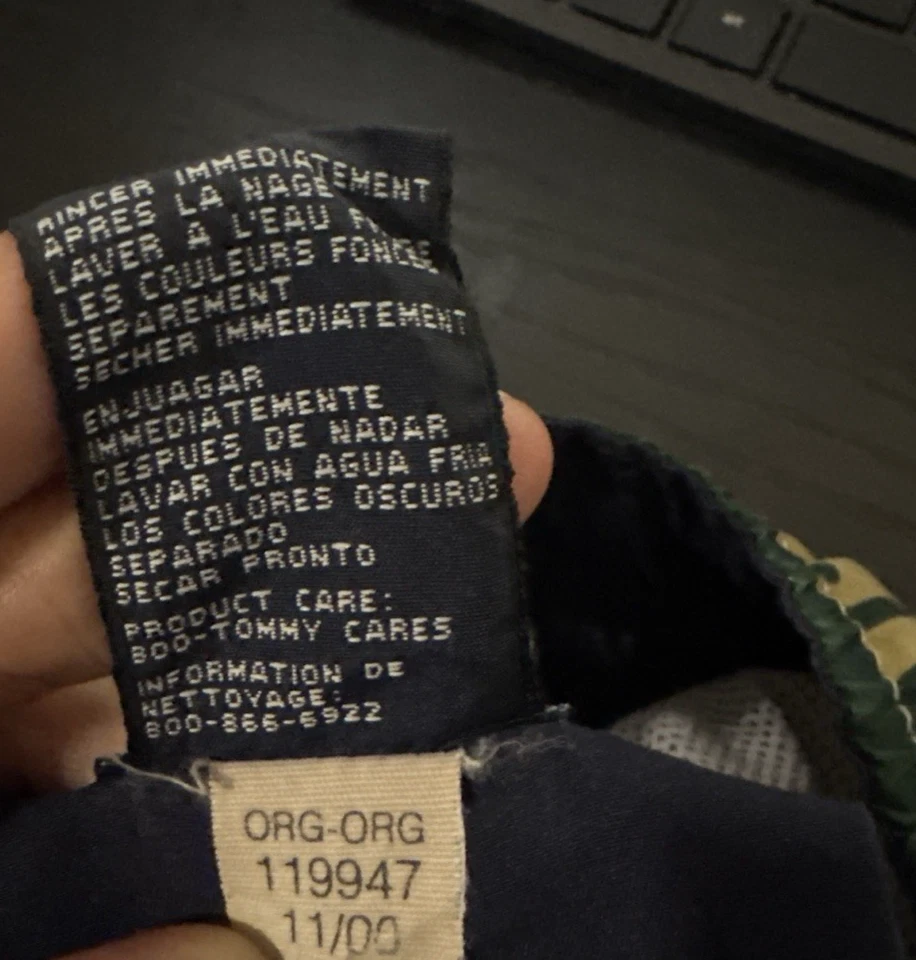 RINCER IMMEDIATEMENT
APRES LA NAGE
LAVER A L'EAU
LES COULEURS FONCEE
SEPAREMENT
SECHER IMMEDIATEMENT
ENJUAGAR
IMMEDIATEMENTE
DESPUES DE NADAR
LAVAR CON AGUA FRIA
LOS COLORES OSCUROS
SEPARADO
SECAR PRONTO
PRODUCT CARE:
800-TOMMY CARES
INFORMATION DE
NETTOYAGE:
800-866-6922
ORG-ORG
119947
11/00